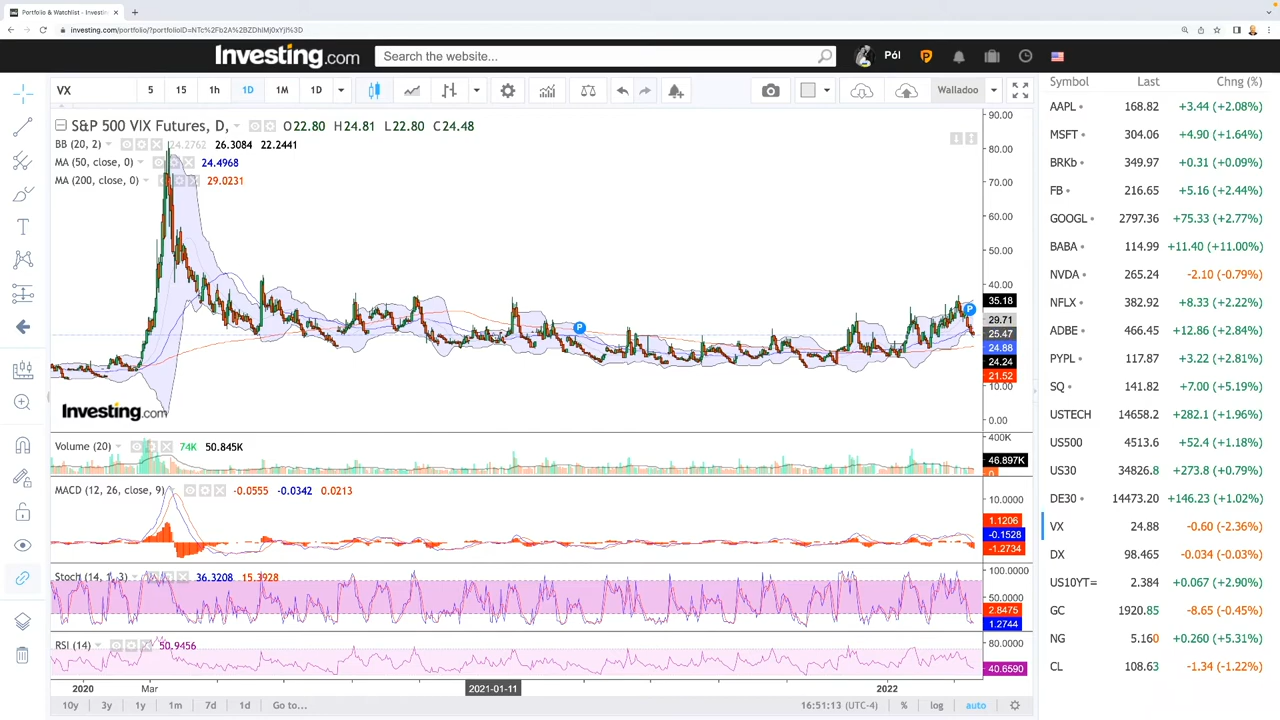 Portfolio & Watchlist - Investin
investing.com/portfolio/?portfolioID=NTc%2Fb2A%2BZDhlMj0xYjI%3D
Investing.com
Search the website...
Pól
VX
5 15 1h 1D 1M 1D
Walladoo
S&P 500 VIX Futures, D,
O22.80 H24.81 L22.80 C24.48
BB (20, 2) 24.2762 26.3084 22.2441
MA (50, close, 0) 24.4968
MA (200, close, 0) 29.0231
90.00
80.00
70.00
60.00
50.00
40.00
35.18
P
P
29.71
25.47
24.88
24.24
21.52
10.00
0.00
Investing.com
Volume (20) 74K 50.845K
400K
46.897K
0
MACD (12, 26, close, 9) -0.0555 -0.0342 0.0213
10.0000
1.1206
-0.1528
-1.2734
Stoch (14, 1, 3) 36.3208 15.3928
100.0000
50.0000
2.8475
1.2744
RSI (14) 50.9456
80.0000
40.6590
2020 Mar 2021-01-11 2022
10y 3y 1y 1m 7d 1d Go to...
16:51:13 (UTC-4) % log auto
Symbol Last Chng (%)
AAPL 168.82 +3.44 (+2.08%)
MSFT 304.06 +4.90 (+1.64%)
BRKb 349.97 +0.31 (+0.09%)
FB 216.65 +5.16 (+2.44%)
GOOGL 2797.36 +75.33 (+2.77%)
BABA 114.99 +11.40 (+11.00%)
NVDA 265.24 -2.10 (-0.79%)
NFLX 382.92 +8.33 (+2.22%)
ADBE 466.45 +12.86 (+2.84%)
PYPL 117.87 +3.22 (+2.81%)
SQ 141.82 +7.00 (+5.19%)
USTECH 14658.2 +282.1 (+1.96%)
US500 4513.6 +52.4 (+1.18%)
US30 34826.8 +273.8 (+0.79%)
DE30 14473.20 +146.23 (+1.02%)
VX 24.88 -0.60 (-2.36%)
DX 98.465 -0.034 (-0.03%)
US10YT= 2.384 +0.067 (+2.90%)
GC 1920.85 -8.65 (-0.45%)
NG 5.160 +0.260 (+5.31%)
CL 108.63 -1.34 (-1.22%)